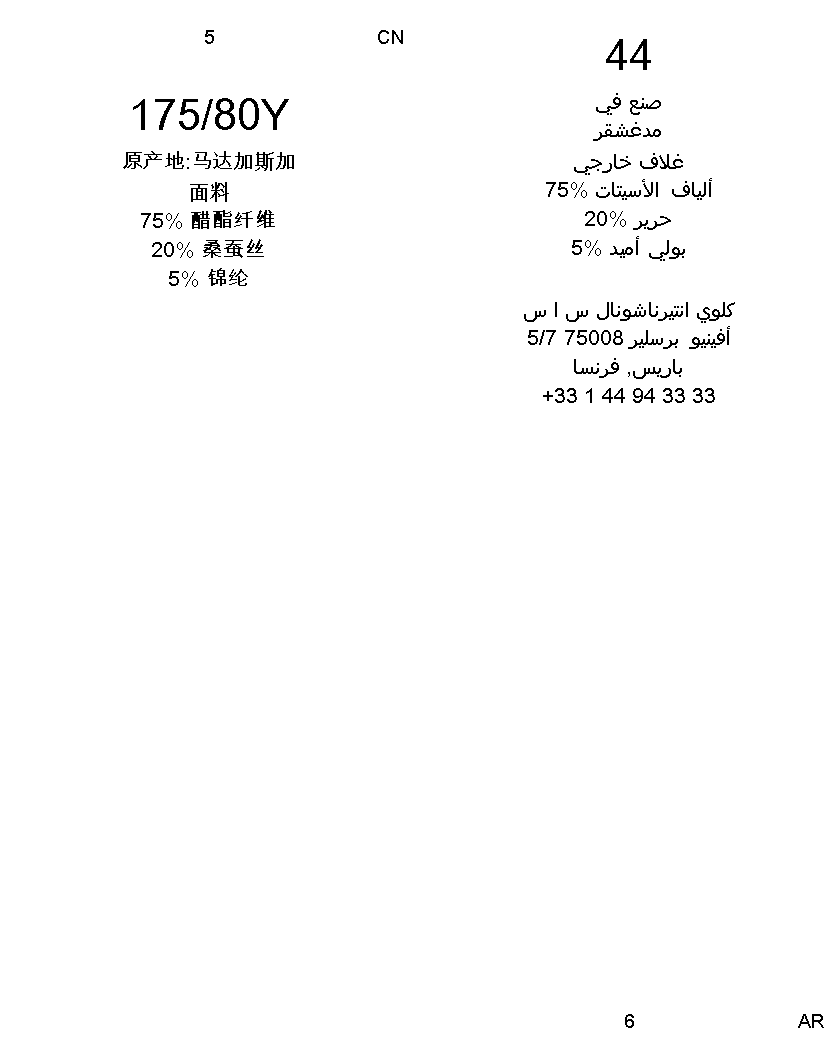 5
CN
175/80Y
原产地:马达加斯加
面料
75% 醋酯纤维
20% 桑蚕丝
5% 锦纶
44
صنع في
مدغشقر
غلاف خارجي
ألياف الأسيتات 75%
حرير 20%
بولي أميد 5%
كلوي انتيرناشونال س ا س
أفينيو برسلير 75008 5/7
باريس, فرنسا
+33 1 44 94 33 33
6
AR